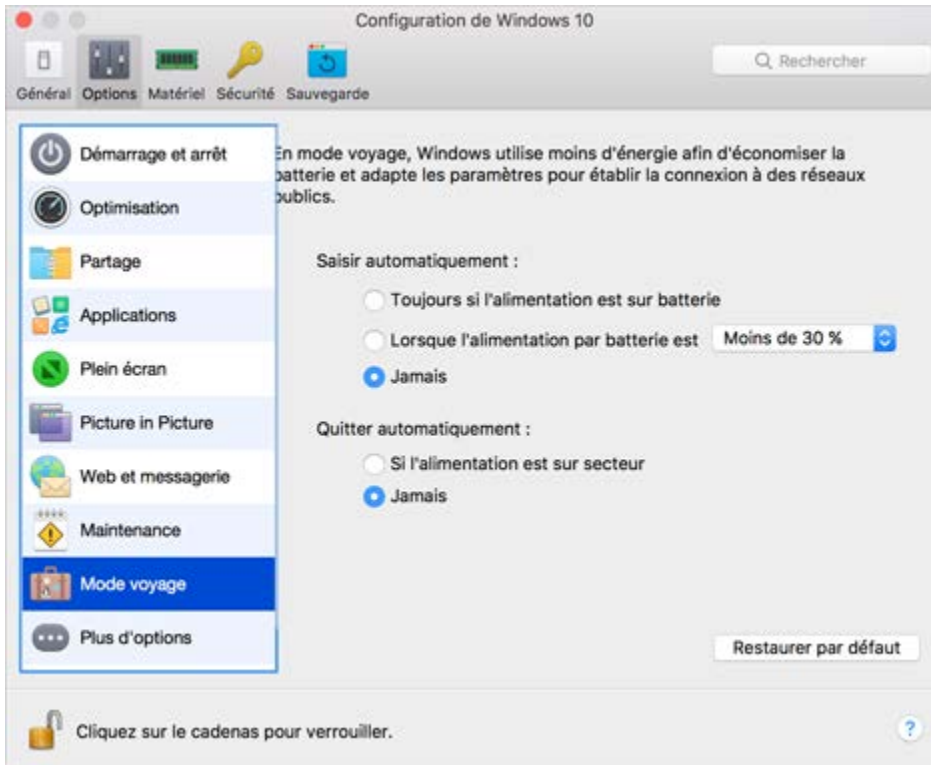 Configuration de Windows 10
Général Options Matériel Sécurité Sauvegarde
Rechercher
Démarrage et arrêt
Optimisation
Partage
Applications
Plein écran
Picture in Picture
Web et messagerie
Maintenance
Mode voyage
Plus d'options
En mode voyage, Windows utilise moins d'énergie afin d'économiser la
batterie et adapte les paramètres pour établir la connexion à des réseaux
publics.
Saisir automatiquement :
Toujours si l'alimentation est sur batterie
Lorsque l'alimentation par batterie est Moins de 30 %
Jamais
Quitter automatiquement :
Si l'alimentation est sur secteur
Jamais
Restaurer par défaut
Cliquez sur le cadenas pour verrouiller.
?